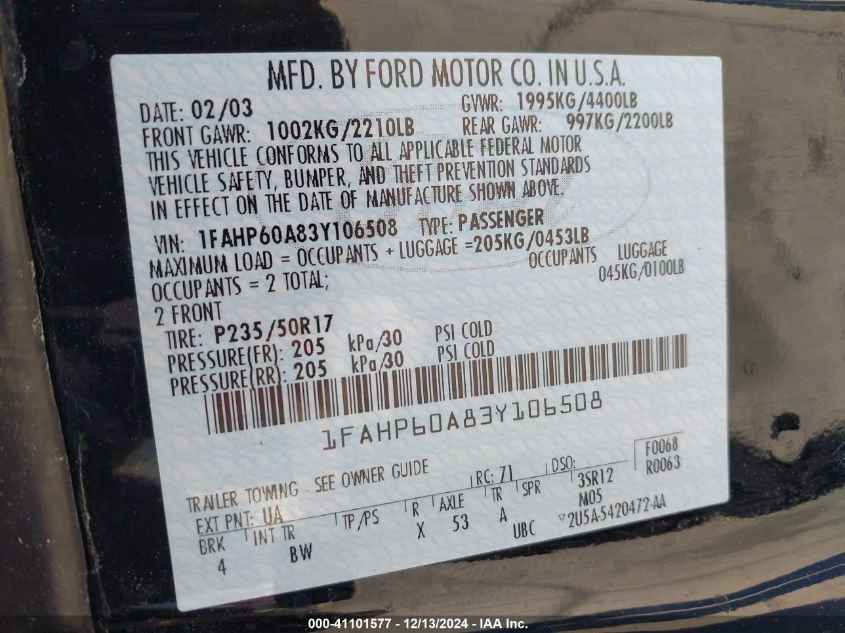 MFD. BY FORD MOTOR CO. IN U.S.A.
DATE: 02/03 GVWR: 1995KG/4400LB
FRONT GAWR: 1002KG/2210LB REAR GAWR: 997KG/2200LB
THIS VEHICLE CONFORMS TO ALL APPLICABLE FEDERAL MOTOR
VEHICLE SAFETY, BUMPER, AND THEFT PREVENTION STANDARDS
IN EFFECT ON THE DATE OF MANUFACTURE SHOWN ABOVE.
VIN: 1FAHP60A83Y106508 TYPE: PASSENGER
MAXIMUM LOAD = OCCUPANTS + LUGGAGE =205KG/0453LB
OCCUPANTS = 2 TOTAL; OCCUPANTS LUGGAGE
2 FRONT 045KG/0100LB
TIRE: P235/50R17
PRESSURE(FR): 205 kPa/30 PSI COLD
PRESSURE(RR): 205 kPa/30 PSI COLD
1FAHP60A83Y106508
TRAILER TOWING - SEE OWNER GUIDE
EXT PNT: UA RC: 71 DSO: F0068
BRK INT TR TP/PS R AXLE TR SPR 3SR12 R0063
4 BW X 53 A UBC M05
▽2U5A-5420472-AA
000-41101577 - 12/13/2024 - IAA Inc.